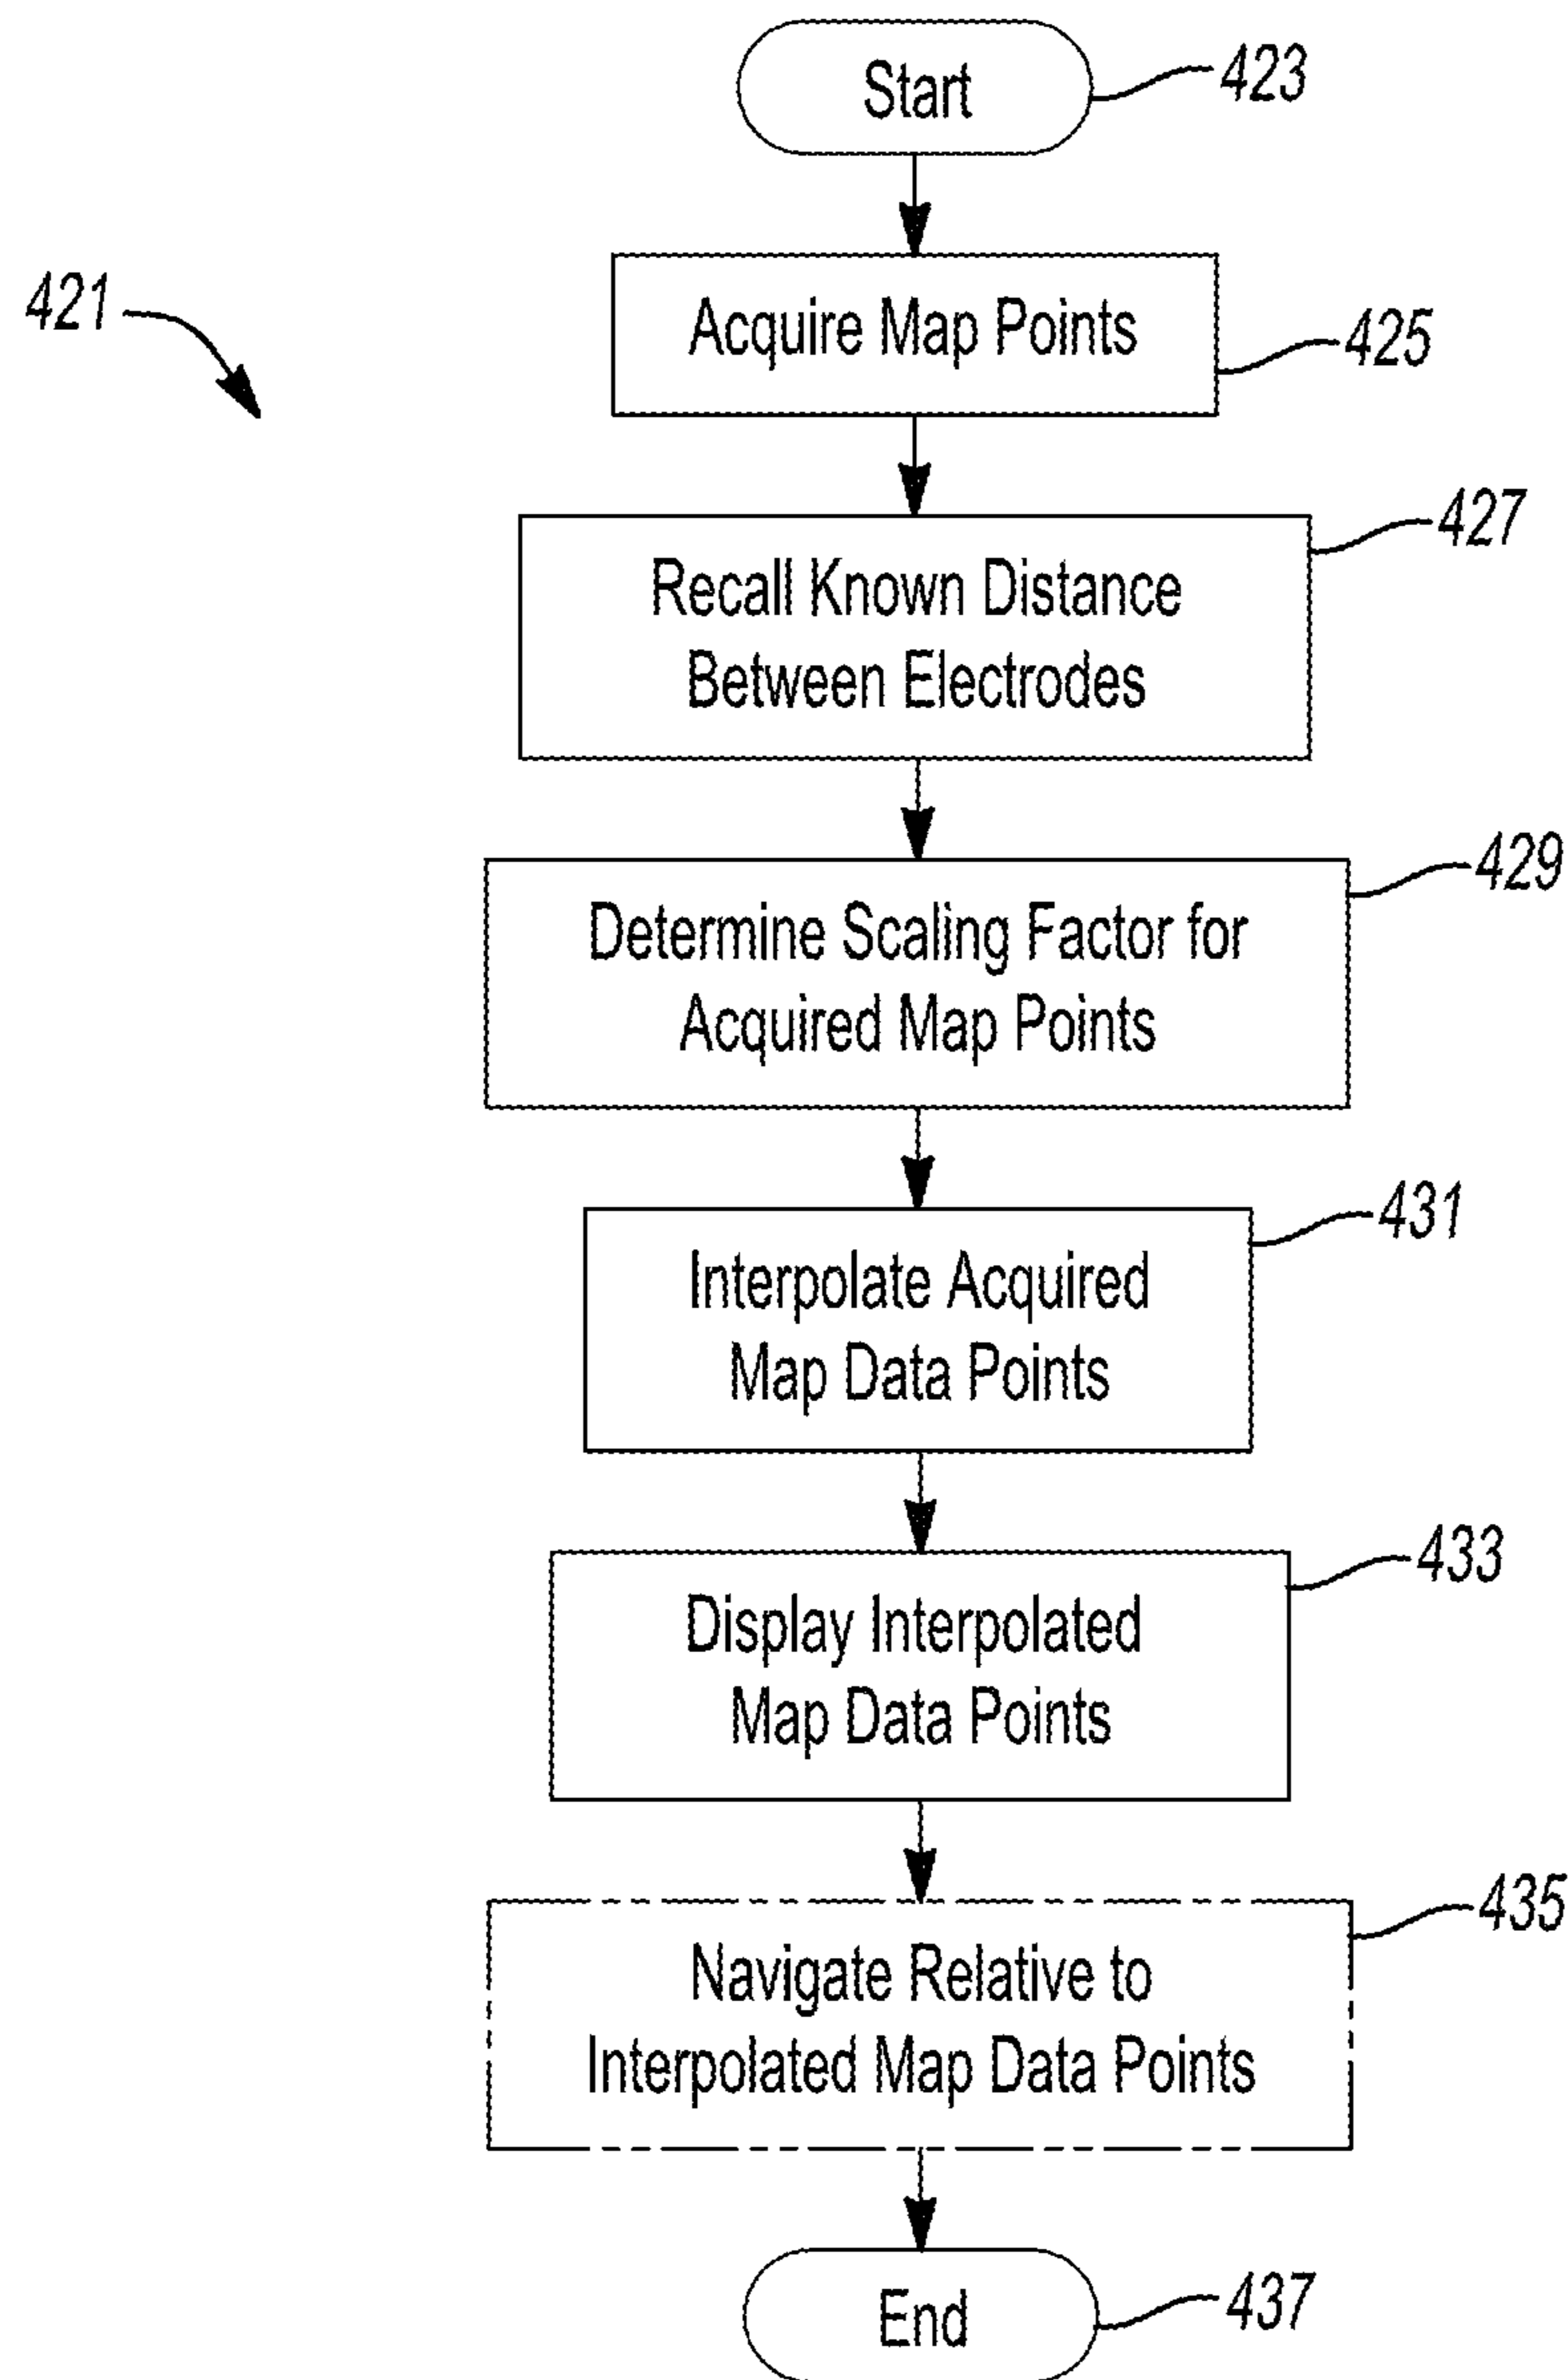 Start
423
421
Acquire Map Points
425
427
Recall Known Distance
Between Electrodes
429
Determine Scaling Factor for
Acquired Map Points
431
Interpolate Acquired
Map Data Points
433
Display Interpolated
Map Data Points
435
Navigate Relative to
Interpolated Map Data Points
End
437